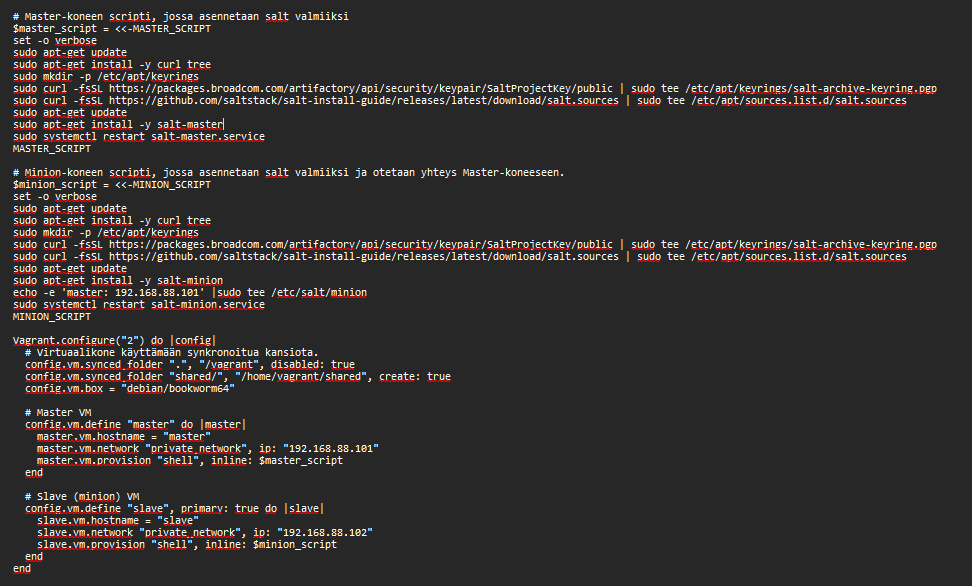 # Master-koneen scripti, jossa asennetaan salt valmiiksi
$master_script = <<-MASTER_SCRIPT
set -o verbose
sudo apt-get update
sudo apt-get install -y curl tree
sudo mkdir -p /etc/apt/keyrings
sudo curl -fsSL https://packages.broadcom.com/artifactory/api/security/keypair/SaltProjectKey/public | sudo tee /etc/apt/keyrings/salt-archive-keyring.pgp
sudo curl -fsSL https://github.com/saltstack/salt-install-guide/releases/latest/download/salt.sources | sudo tee /etc/apt/sources.list.d/salt.sources
sudo apt-get update
sudo apt-get install -y salt-master
sudo systemctl restart salt-master.service
MASTER_SCRIPT

# Minion-koneen scripti, jossa asennetaan salt valmiiksi ja otetaan yhteys Master-koneeseen.
$minion_script = <<-MINION_SCRIPT
set -o verbose
sudo apt-get update
sudo apt-get install -y curl tree
sudo mkdir -p /etc/apt/keyrings
sudo curl -fsSL https://packages.broadcom.com/artifactory/api/security/keypair/SaltProjectKey/public | sudo tee /etc/apt/keyrings/salt-archive-keyring.pgp
sudo curl -fsSL https://github.com/saltstack/salt-install-guide/releases/latest/download/salt.sources | sudo tee /etc/apt/sources.list.d/salt.sources
sudo apt-get update
sudo apt-get install -y salt-minion
echo -e 'master: 192.168.88.101' |sudo tee /etc/salt/minion
sudo systemctl restart salt-minion.service
MINION_SCRIPT

Vagrant.configure("2") do |config|
  # Virtuaalikone käyttämään synkronoitua kansiota.
  config.vm.synced_folder ".", "/vagrant", disabled: true
  config.vm.synced_folder "shared/", "/home/vagrant/shared", create: true
  config.vm.box = "debian/bookworm64"

  # Master VM
  config.vm.define "master" do |master|
    master.vm.hostname = "master"
    master.vm.network "private_network", ip: "192.168.88.101"
    master.vm.provision "shell", inline: $master_script
  end

  # Slave (minion) VM
  config.vm.define "slave", primary: true do |slave|
    slave.vm.hostname = "slave"
    slave.vm.network "private_network", ip: "192.168.88.102"
    slave.vm.provision "shell", inline: $minion_script
  end
end